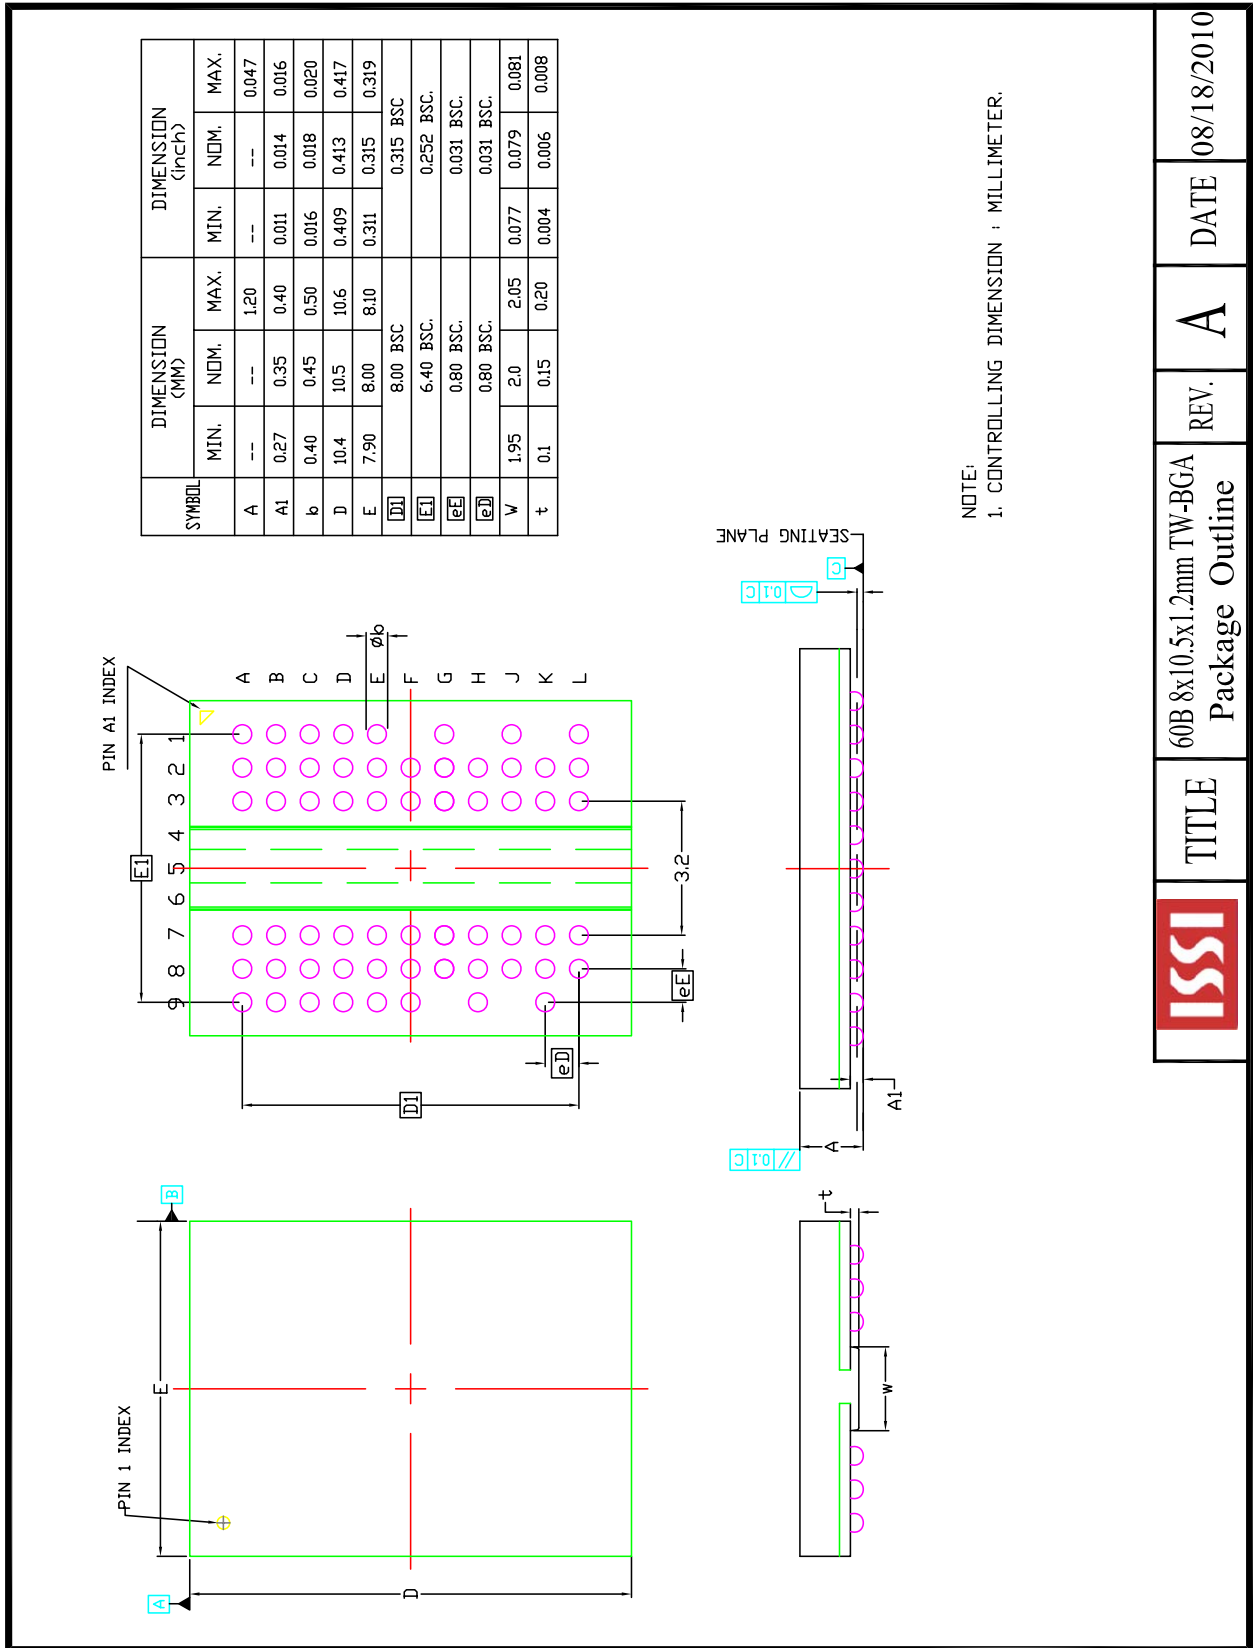 SYMBOL DIMENSION (MM) DIMENSION (inch)
MIN. NOM. MAX. MIN. NOM. MAX.
A -- -- 1.20 -- -- 0.047
A1 0.27 0.35 0.40 0.011 0.014 0.016
b 0.40 0.45 0.50 0.016 0.018 0.020
D 10.4 10.5 10.6 0.409 0.413 0.417
E 7.90 8.00 8.10 0.311 0.315 0.319
D1 8.00 BSC 0.315 BSC
E1 6.40 BSC. 0.252 BSC.
eE 0.80 BSC. 0.031 BSC.
eD 0.80 BSC. 0.031 BSC.
W 1.95 2.0 2.05 0.077 0.079 0.081
t 0.1 0.15 0.20 0.004 0.006 0.008
PIN 1 INDEX
E
B
A
D
PIN A1 INDEX
E1
9 8 7 6 5 4 3 2 1
A
B
C
D
E
F
G
H
J
K
L
Øb
D1
eD
eE
3.2
t
w
// 0.1 C
A
A1
0.1 C
C
SEATING PLANE
NOTE:
1. CONTROLLING DIMENSION : MILLIMETER.
ISSI
TITLE
60B 8x10.5x1.2mm TW-BGA
Package Outline
REV.
A
DATE
08/18/2010